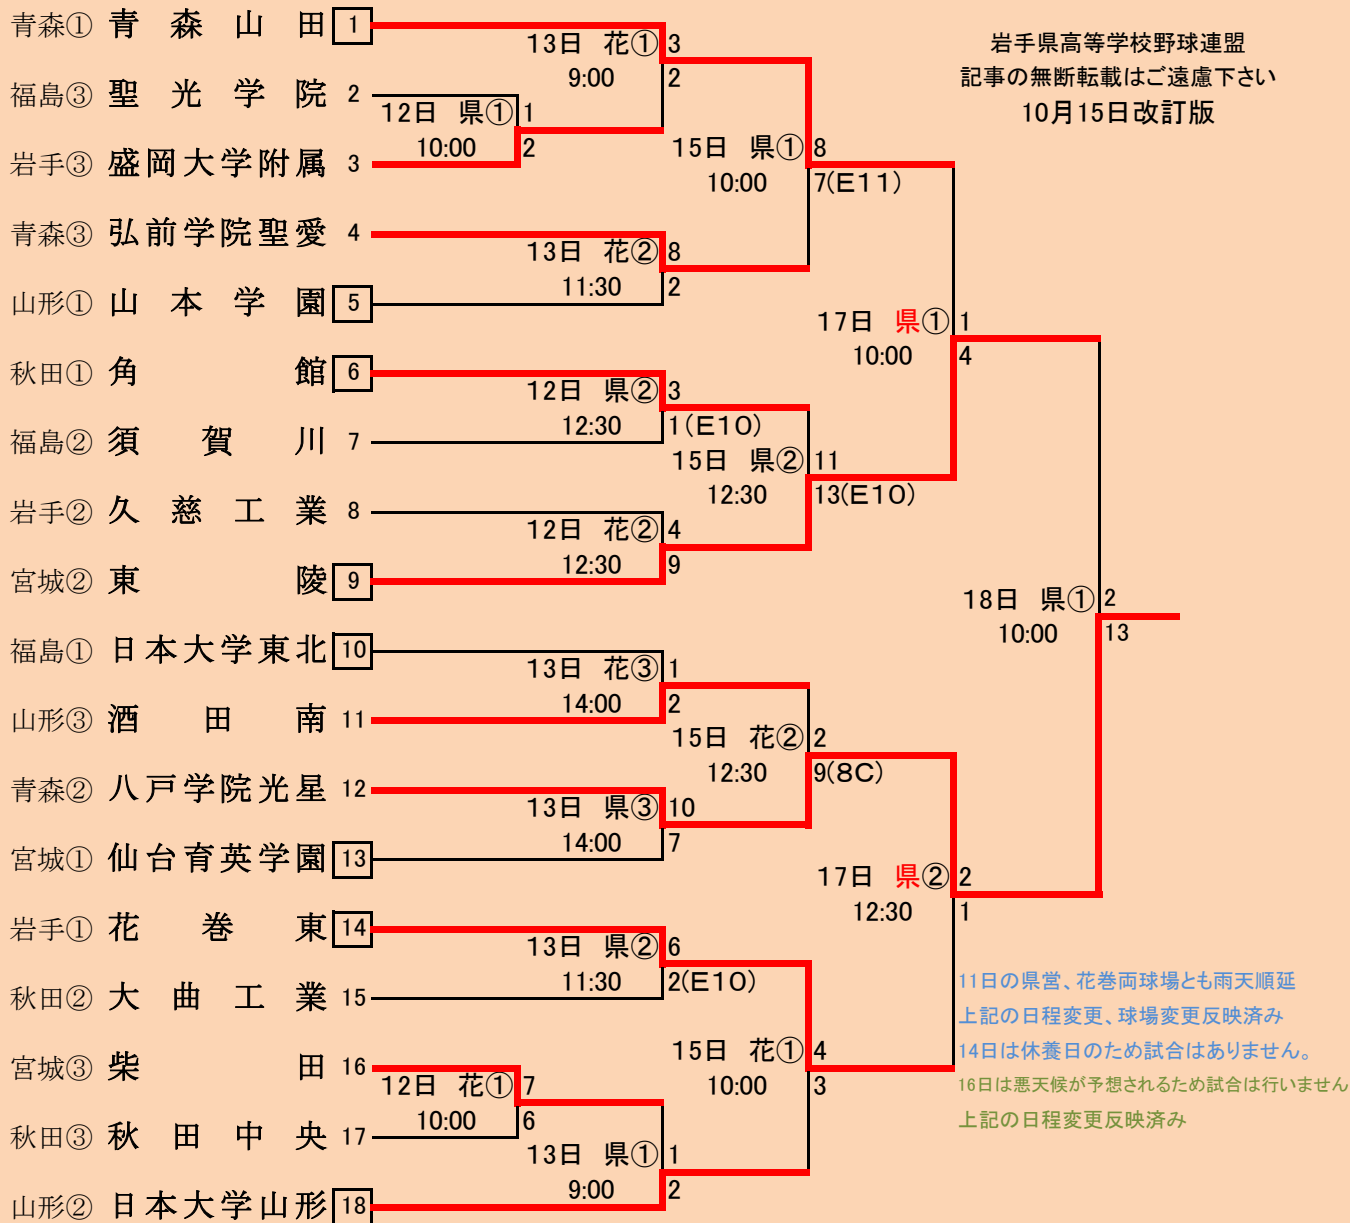 岩手県高等学校野球連盟
記事の無断転載はご遠慮下さい
10月15日改訂版
青森① 青森山田 1
13日 花① 3
9:00 2
福島③ 聖光学院 2
12日 県① 1
10:00 2
岩手③ 盛岡大学附属 3
15日 県① 8
10:00 7(E11)
青森③ 弘前学院聖愛 4
13日 花② 8
11:30 2
山形① 山本学園 5
17日 県① 1
10:00 4
秋田① 角館 6
12日 県② 3
12:30 1(E10)
福島② 須賀川 7
15日 県② 11
12:30 13(E10)
岩手② 久慈工業 8
12日 花② 4
12:30 9
宮城② 東陵 9
18日 県① 2
10:00 13
福島① 日本大学東北 10
13日 花③ 1
14:00 2
山形③ 酒田南 11
15日 花② 2
12:30 9(8C)
青森② 八戸学院光星 12
13日 県③ 10
14:00 7
宮城① 仙台育英学園 13
17日 県② 2
12:30 1
岩手① 花巻東 14
13日 県② 6
11:30 2(E10)
秋田② 大曲工業 15
15日 花① 4
10:00 3
宮城③ 柴田 16
12日 花① 7
10:00 6
秋田③ 秋田中央 17
13日 県① 1
9:00 2
山形② 日本大学山形 18
11日の県営、花巻両球場とも雨天順延
上記の日程変更、球場変更反映済み
14日は休養日のため試合はありません。
16日は悪天候が予想されるため試合は行いません
上記の日程変更反映済み